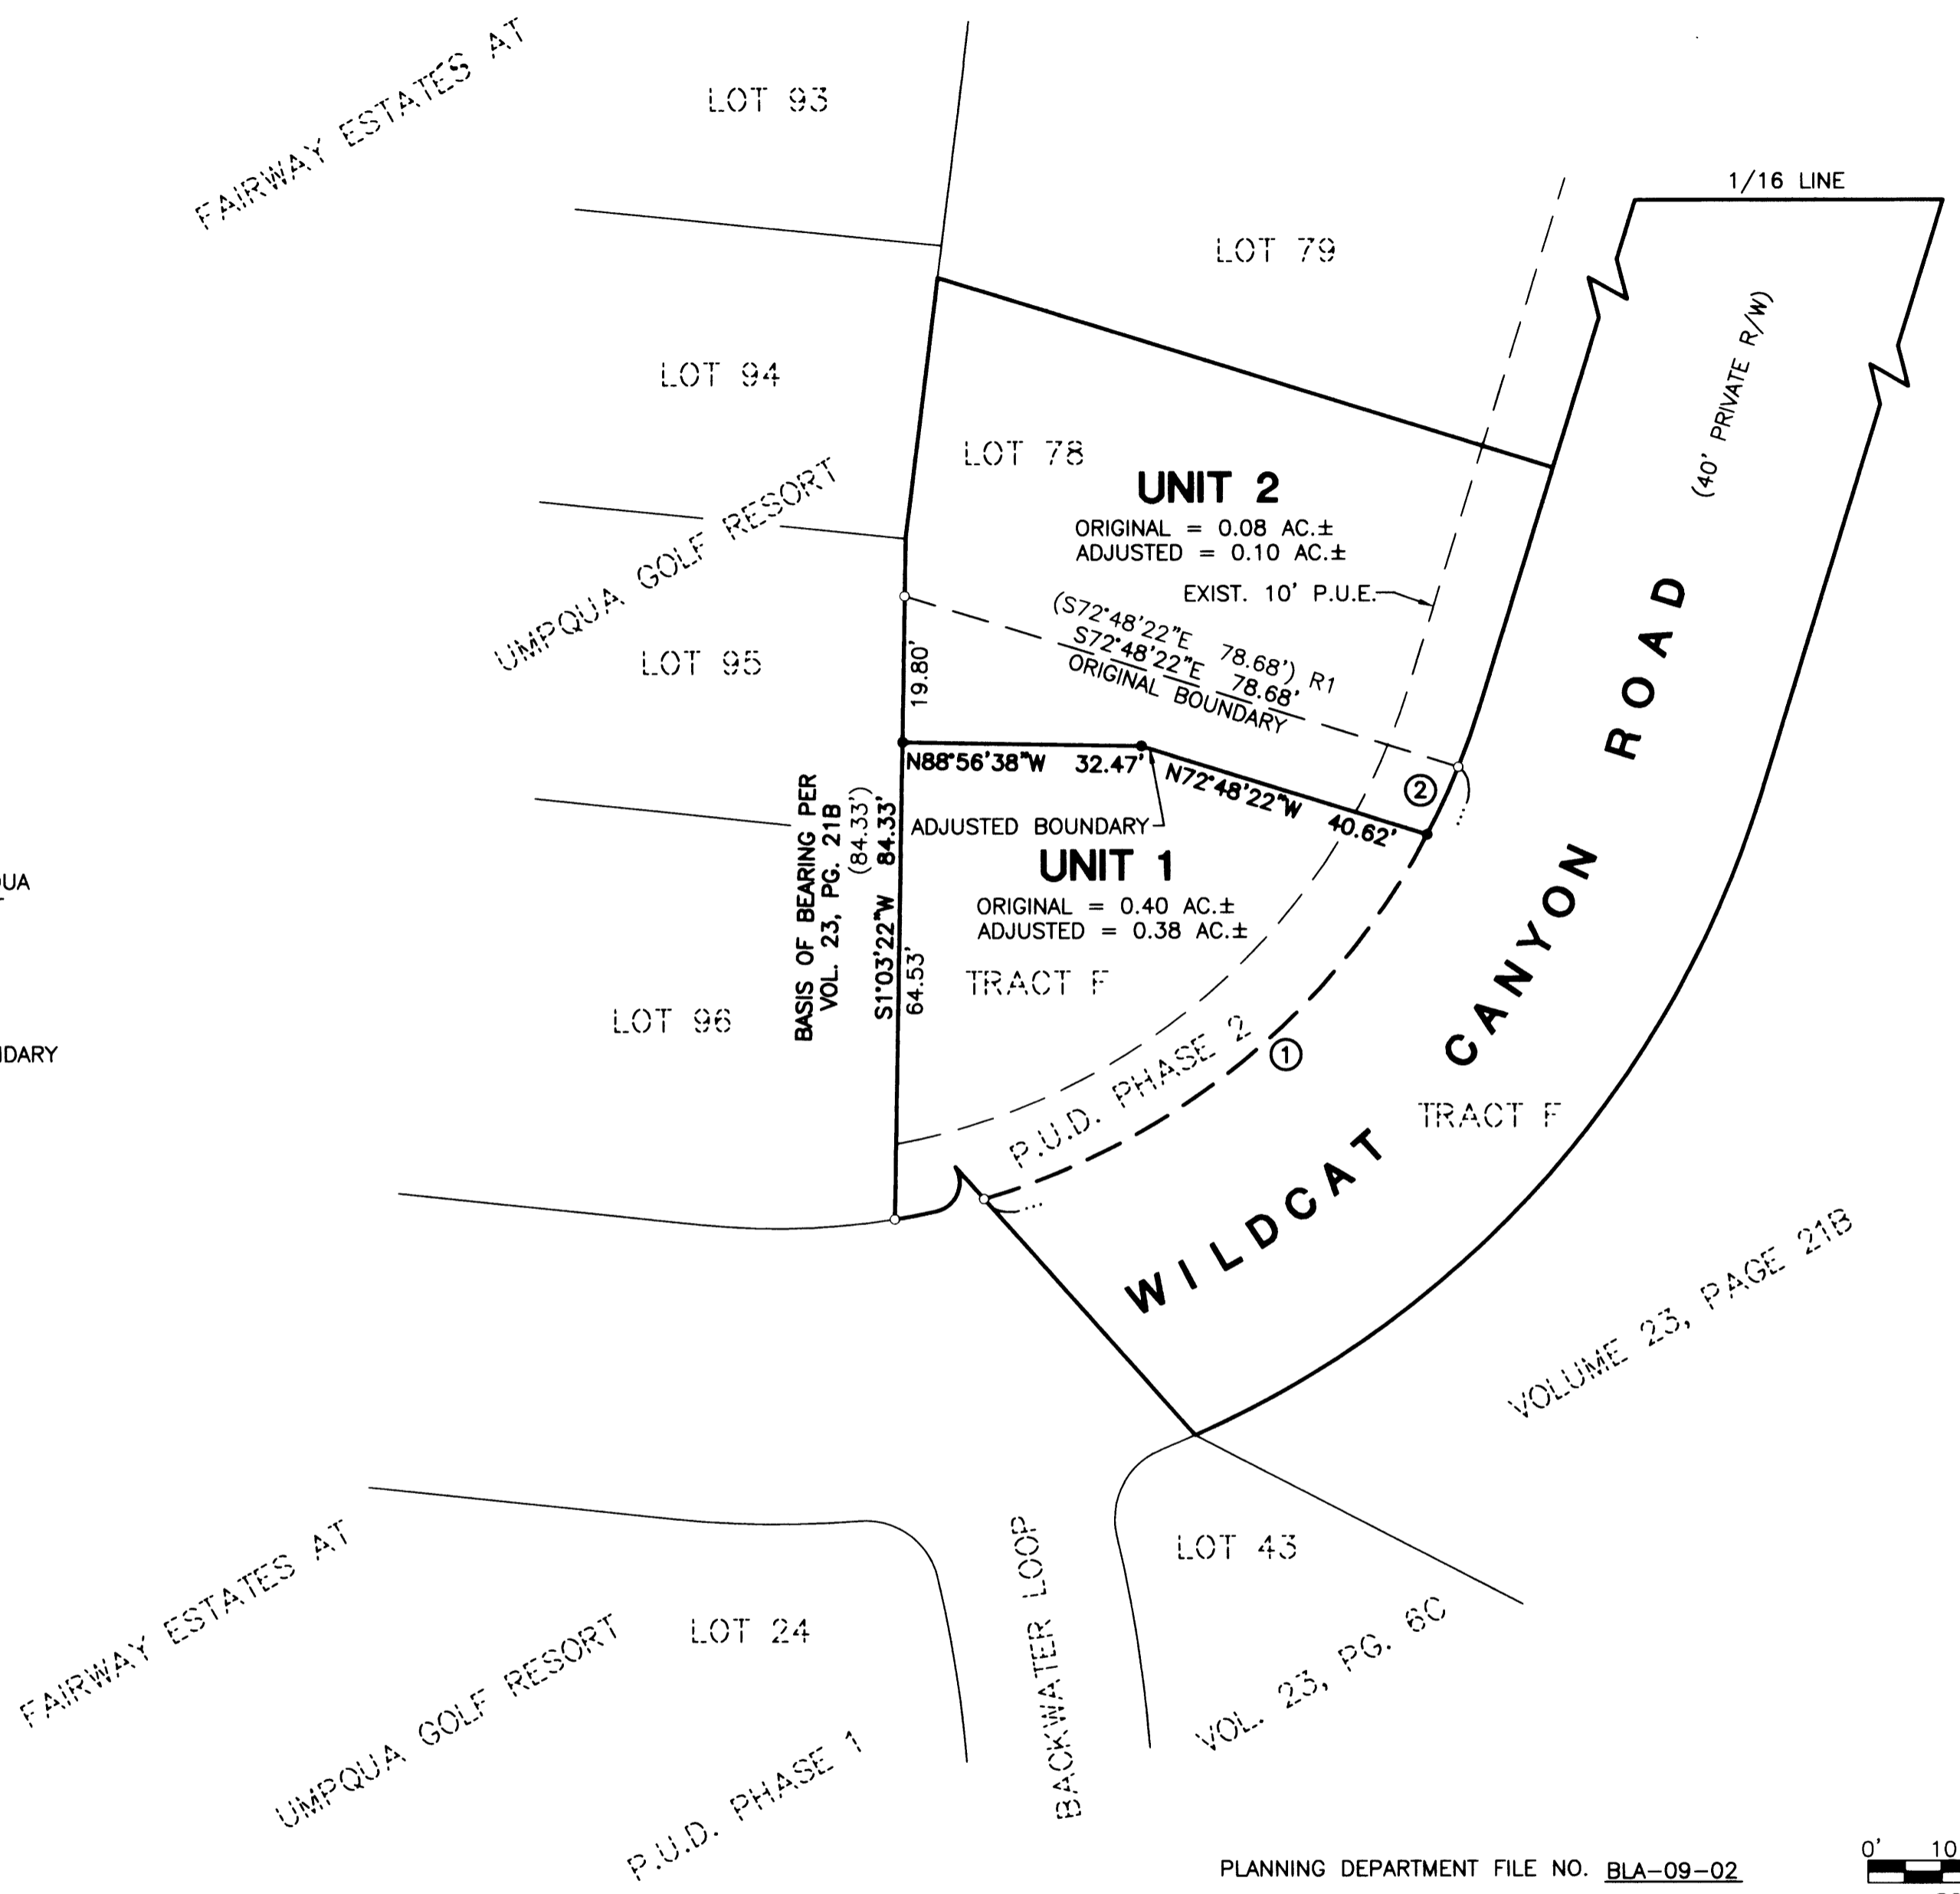 FAIRWAY ESTATES AT
LOT 93
1/16 LINE
LOT 79
(40' PRIVATE R/W)
LOT 94
LOT 78
UNIT 2
ORIGINAL = 0.08 AC.±
ADJUSTED = 0.10 AC.±
EXIST. 10' P.U.E.
UMPQUA GOLF RESORT
(S72°48'22"E 78.68') R1
S72°48'22"E 78.68'
ORIGINAL BOUNDARY
LOT 95
19.80'
N88°56'38"W 32.47'
N72°48'22"W 40.62'
2
ADJUSTED BOUNDARY
BASIS OF BEARING PER
VOL. 23, PG. 21B
(84.33')
S1°03'22"W 84.33'
64.53'
UNIT 1
ORIGINAL = 0.40 AC.±
ADJUSTED = 0.38 AC.±
TRACT F
UA
LOT 96
DARY
P.U.D. PHASE 2
1
WILDCAT CANYON ROAD
TRACT F
VOLUME 23, PAGE 21B
FAIRWAY ESTATES AT
UMPQUA GOLF RESORT
P.U.D. PHASE 1
LOT 24
BACKWATER LOOP
LOT 43
VOL. 23, PG. 6C
PLANNING DEPARTMENT FILE NO. BLA-09-02
0' 10